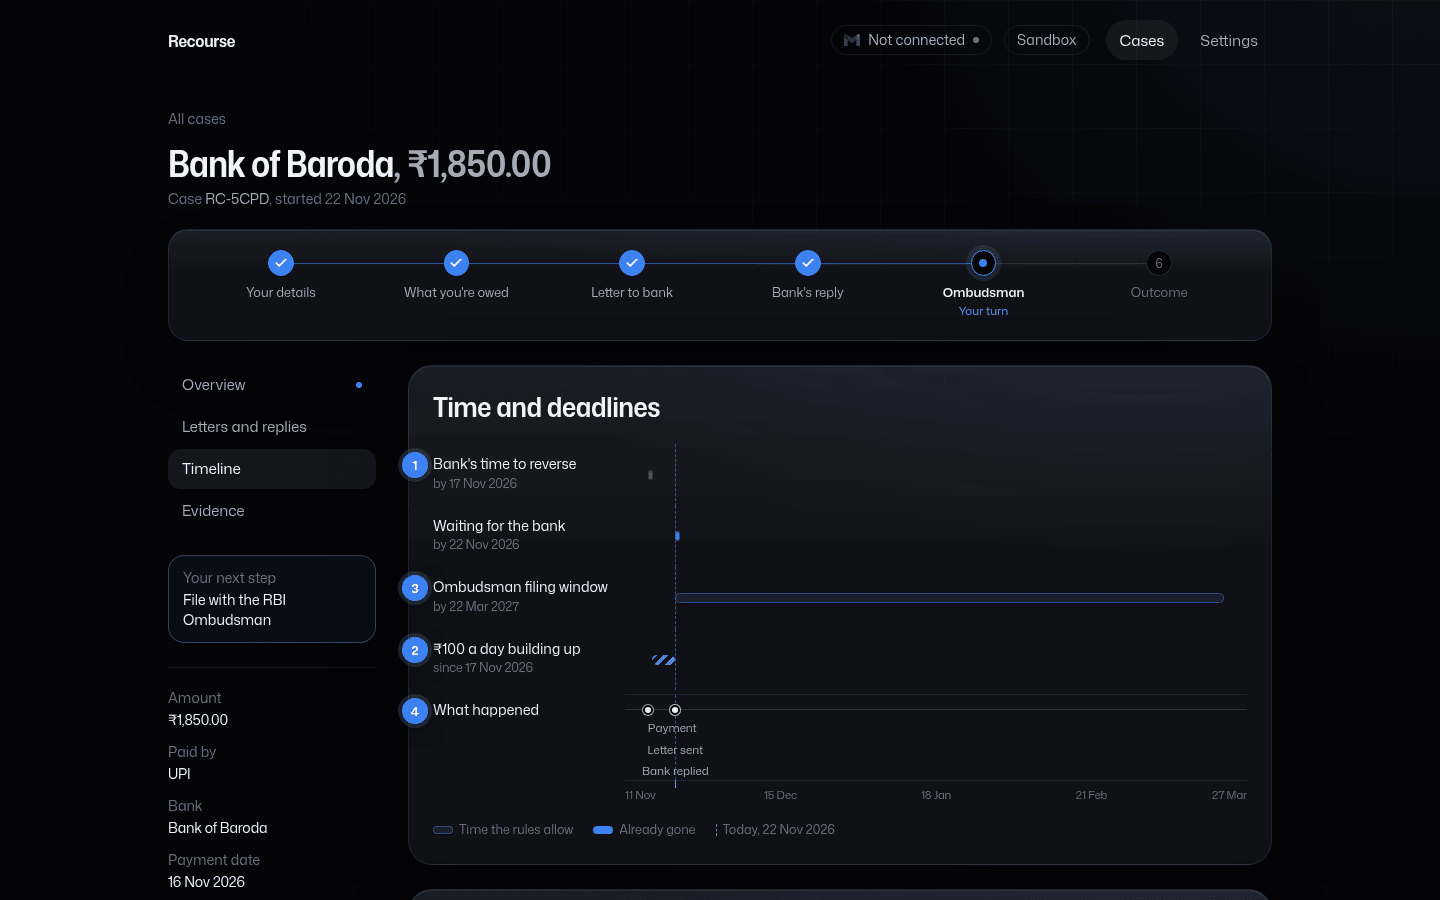 Recourse
Not connected
Sandbox
Cases
Settings
All cases
Bank of Baroda, ₹1,850.00
Case RC-5CPD, started 22 Nov 2026
Your details
What you're owed
Letter to bank
Bank's reply
Ombudsman
Your turn
6
Outcome
Overview
Letters and replies
Timeline
Evidence
Your next step
File with the RBI
Ombudsman
Amount
₹1,850.00
Paid by
UPI
Bank
Bank of Baroda
Payment date
16 Nov 2026
Time and deadlines
1
Bank's time to reverse
by 17 Nov 2026
Waiting for the bank
by 22 Nov 2026
3
Ombudsman filing window
by 22 Mar 2027
2
₹100 a day building up
since 17 Nov 2026
4
What happened
Payment
Letter sent
Bank replied
11 Nov
15 Dec
18 Jan
21 Feb
27 Mar
Time the rules allow
Already gone
Today, 22 Nov 2026